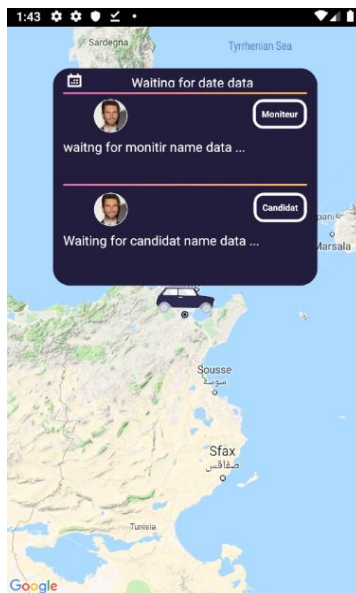 1:43
Sardegna
Tyrrhenian Sea
Waiting for date data
Moniteur
waitng for monitir name data ...
Candidat
Waiting for candidat name data ...
Marsala
Sousse
سوسة
Sfax
صفاقس
Tunisia
Google